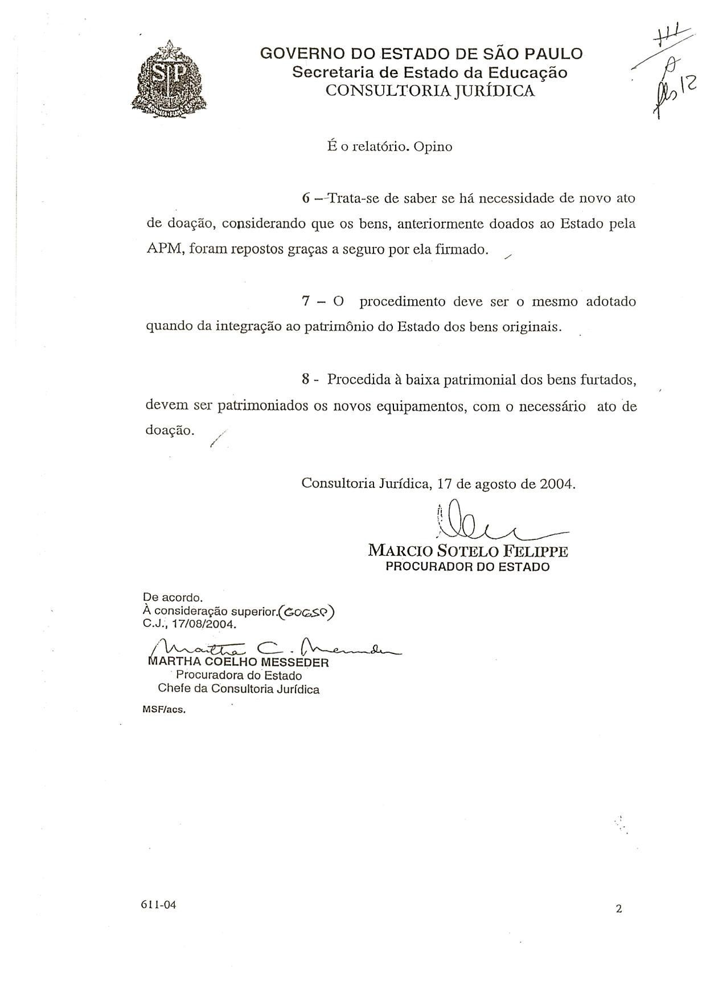 GOVERNO DO ESTADO DE SÃO PAULO
Secretaria de Estado da Educação
CONSULTORIA JURÍDICA
SP
fls 12
É o relatório. Opino
6 – Trata-se de saber se há necessidade de novo ato
de doação, considerando que os bens, anteriormente doados ao Estado pela
APM, foram repostos graças a seguro por ela firmado.
7 – O procedimento deve ser o mesmo adotado
quando da integração ao patrimônio do Estado dos bens originais.
8 - Procedida à baixa patrimonial dos bens furtados,
devem ser patrimoniados os novos equipamentos, com o necessário ato de
doação.
Consultoria Jurídica, 17 de agosto de 2004.
MARCIO SOTELO FELIPPE
PROCURADOR DO ESTADO
De acordo.
À consideração superior.(GOGSP)
C.J., 17/08/2004.
Martha C. Messeder
MARTHA COELHO MESSEDER
Procuradora do Estado
Chefe da Consultoria Jurídica
MSF/acs.
611-04
2